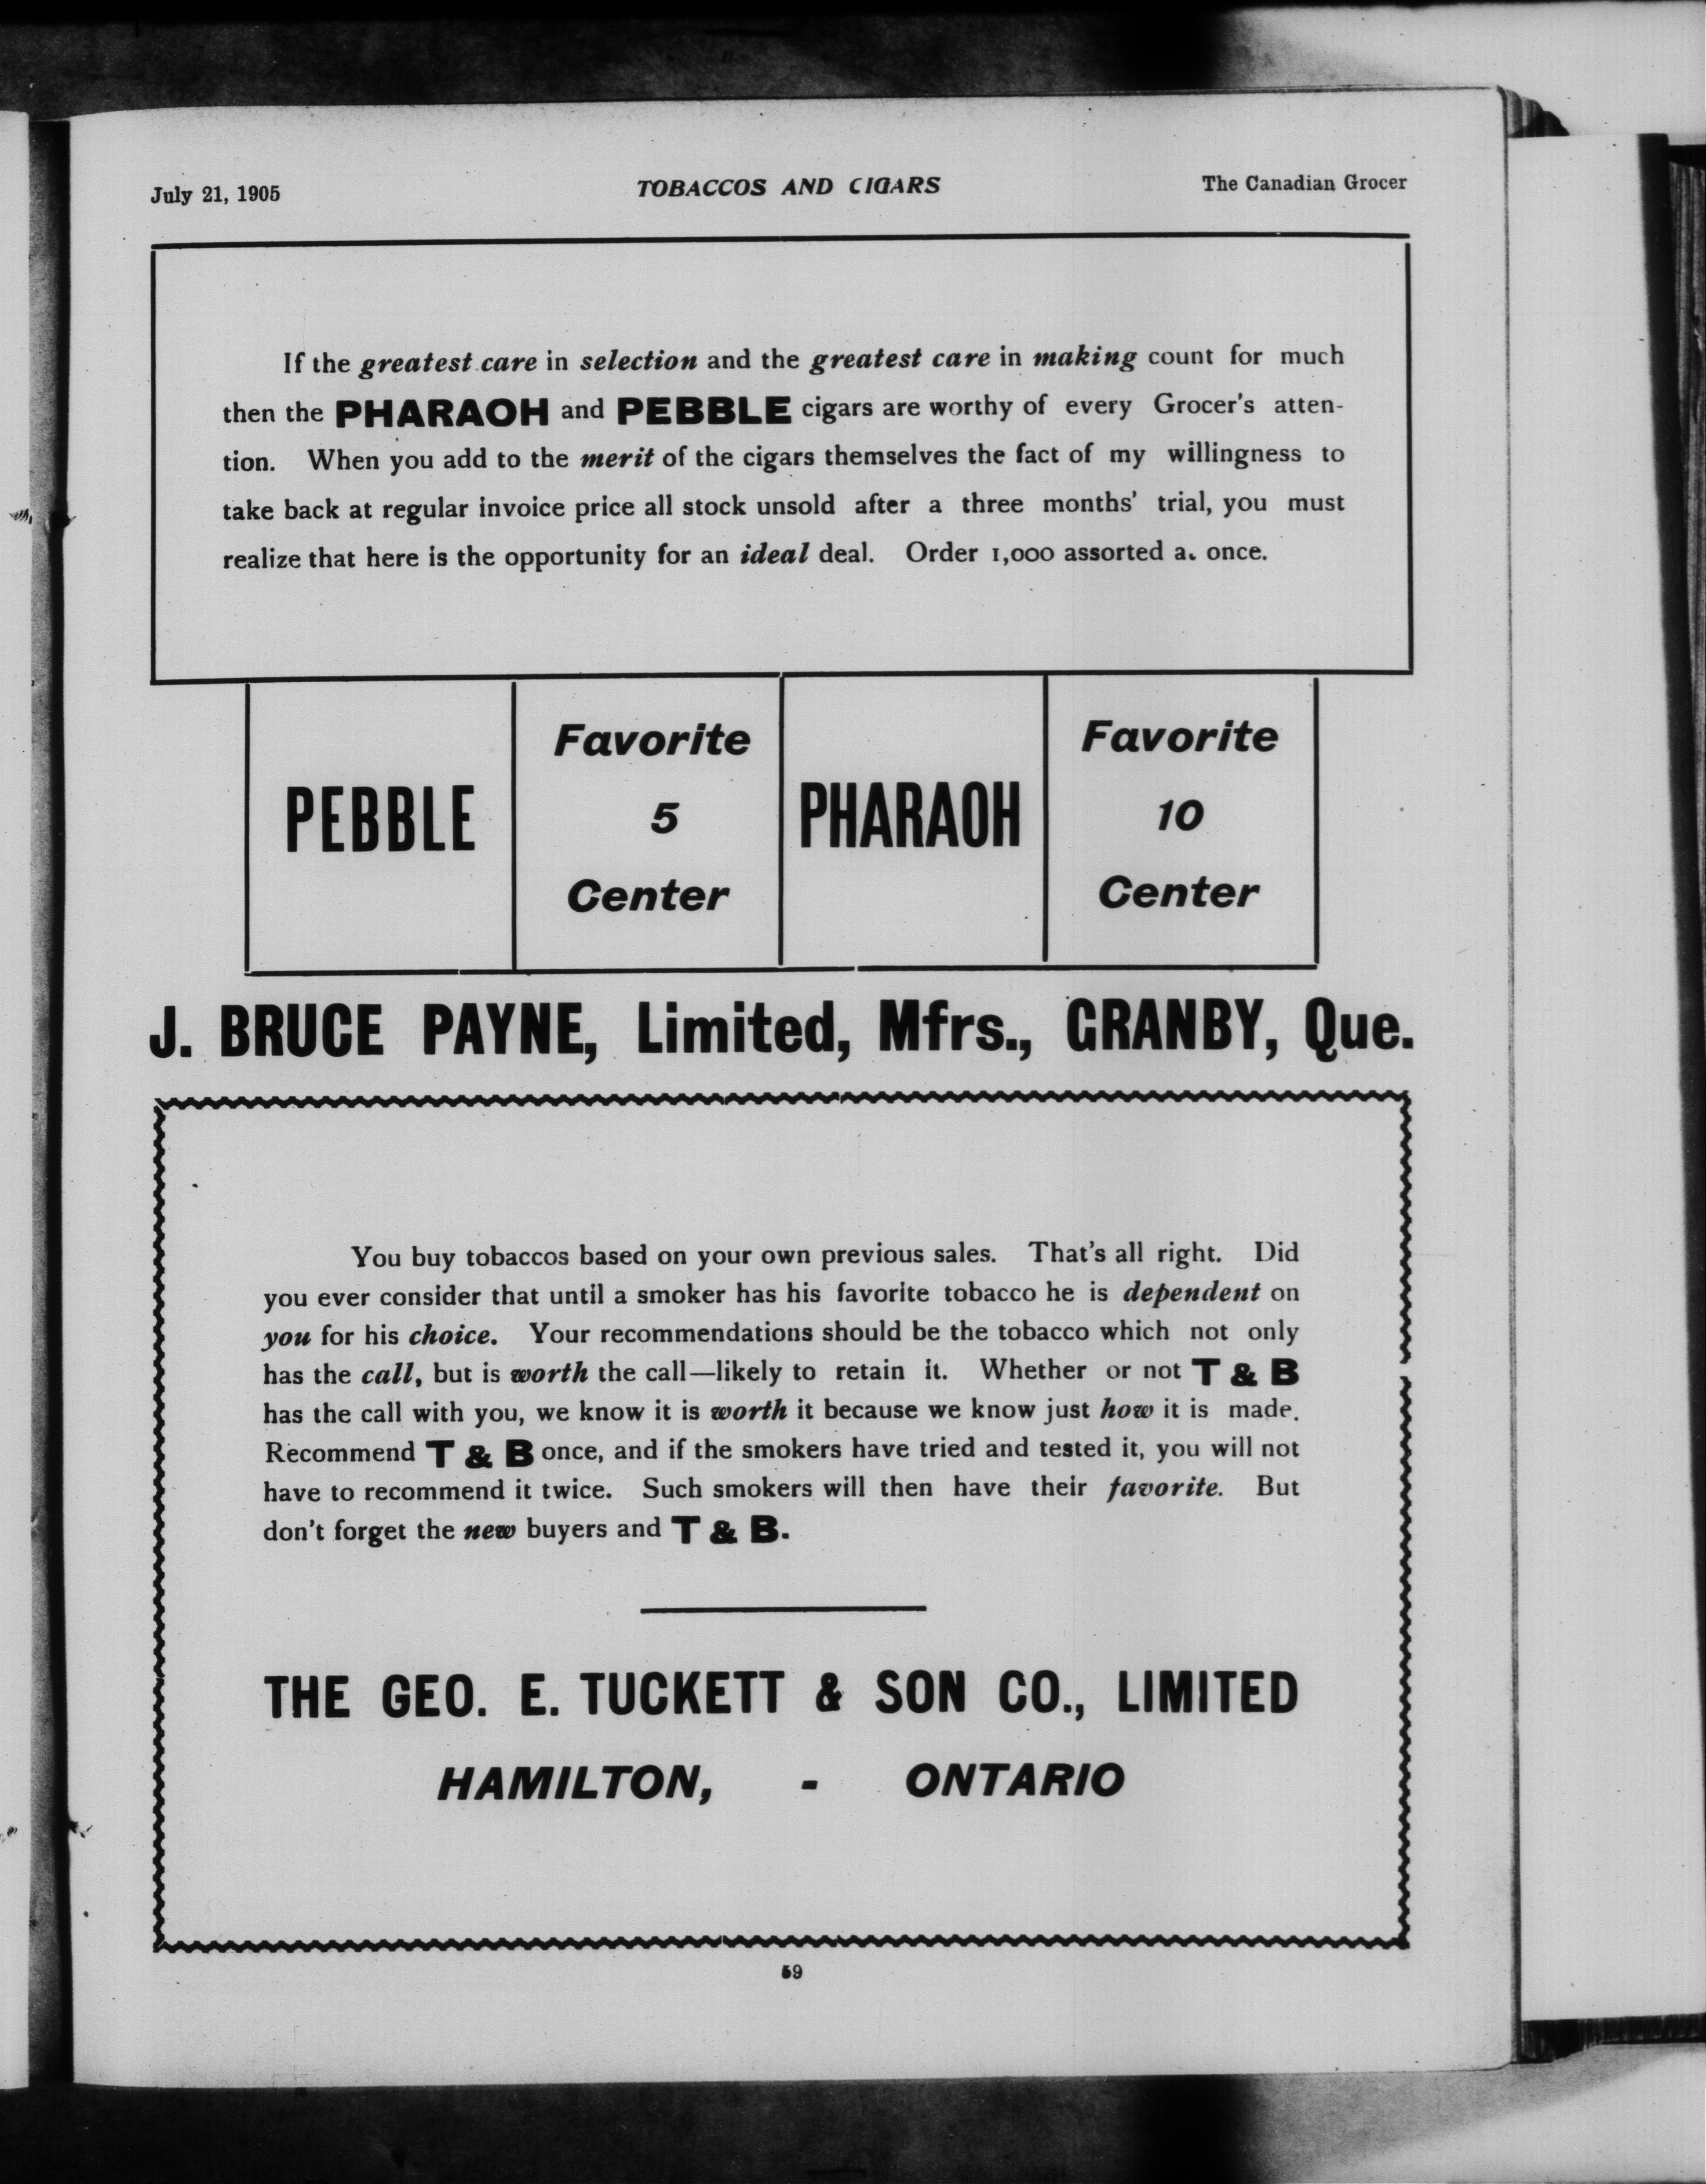 July 21, 1905
TOBACCOS AND CIGARS
The Canadian Grocer
If the greatest care in selection and the greatest care in making count for much
then the PHARAOH and PEBBLE cigars are worthy of every Grocer's atten-
tion. When you add to the merit of the cigars themselves the fact of my willingness to
take back at regular invoice price all stock unsold after a three months' trial, you must
realize that here is the opportunity for an ideal deal. Order 1,000 assorted a. once.
PEBBLE
Favorite
5
Center
PHARAOH
Favorite
10
Center
J. BRUCE PAYNE, Limited, Mfrs., GRANBY, Que.
You buy tobaccos based on your own previous sales. That's all right. Did
you ever consider that until a smoker has his favorite tobacco he is dependent on
you for his choice. Your recommendations should be the tobacco which not only
has the call, but is worth the call—likely to retain it. Whether or not T & B
has the call with you, we know it is worth it because we know just how it is made.
Recommend T & B once, and if the smokers have tried and tested it, you will not
have to recommend it twice. Such smokers will then have their favorite. But
don't forget the new buyers and T & B.
THE GEO. E. TUCKETT & SON CO., LIMITED
HAMILTON, - ONTARIO
59